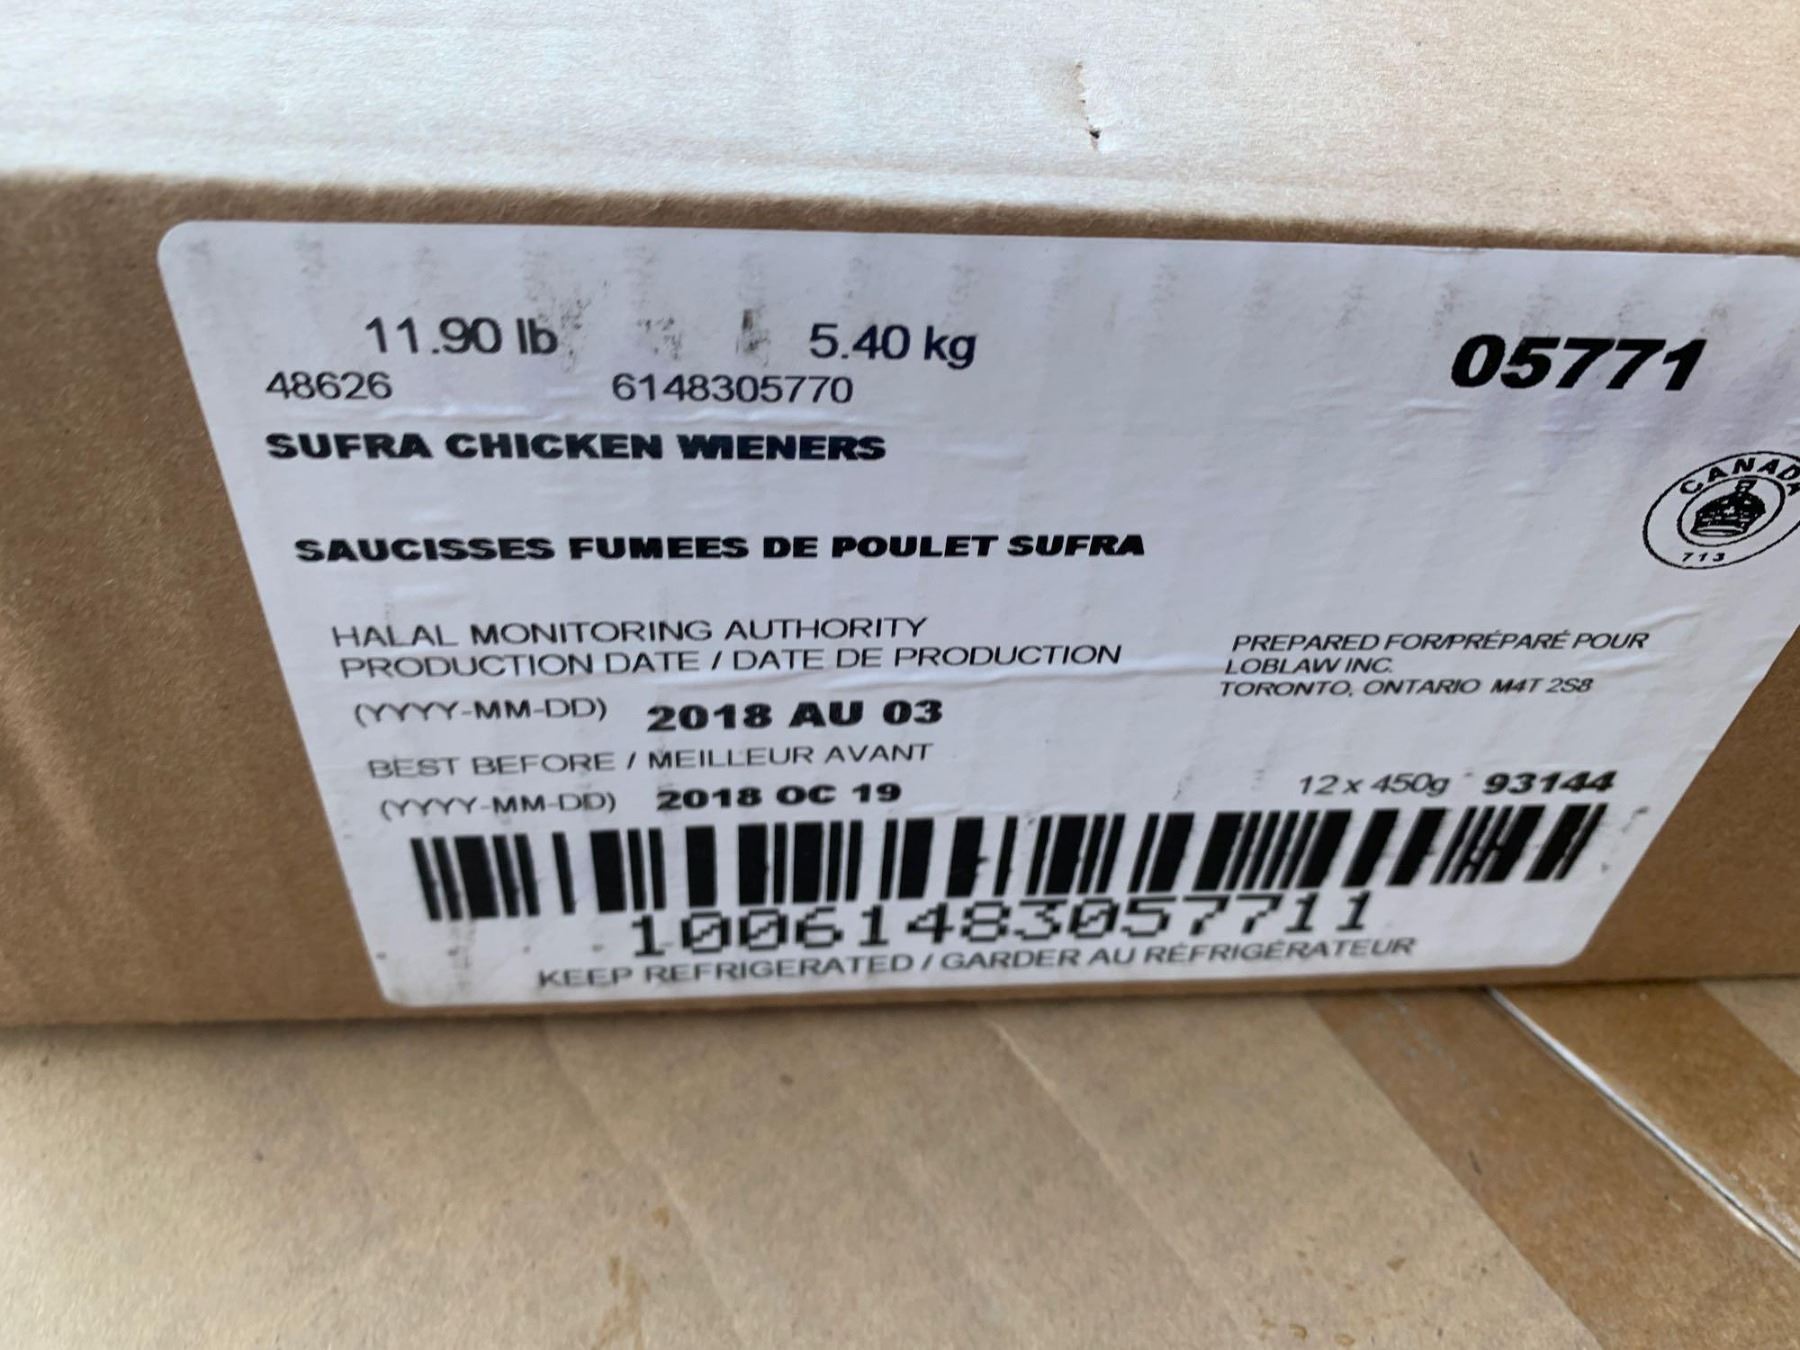 11.90 lb 5.40 kg
48626 6148305770
05771
SUFRA CHICKEN WIENERS
CANADA
713
SAUCISSES FUMEES DE POULET SUFRA
HALAL MONITORING AUTHORITY
PRODUCTION DATE / DATE DE PRODUCTION
(YYYY-MM-DD) 2018 AU 03
PREPARED FOR/PRÉPARÉ POUR
LOBLAW INC.
TORONTO, ONTARIO M4T 2S8
BEST BEFORE / MEILLEUR AVANT
(YYYY-MM-DD) 2018 OC 19
12 x 450g 93144
10061483057711
KEEP REFRIGERATED / GARDER AU RÉFRIGÉRATEUR